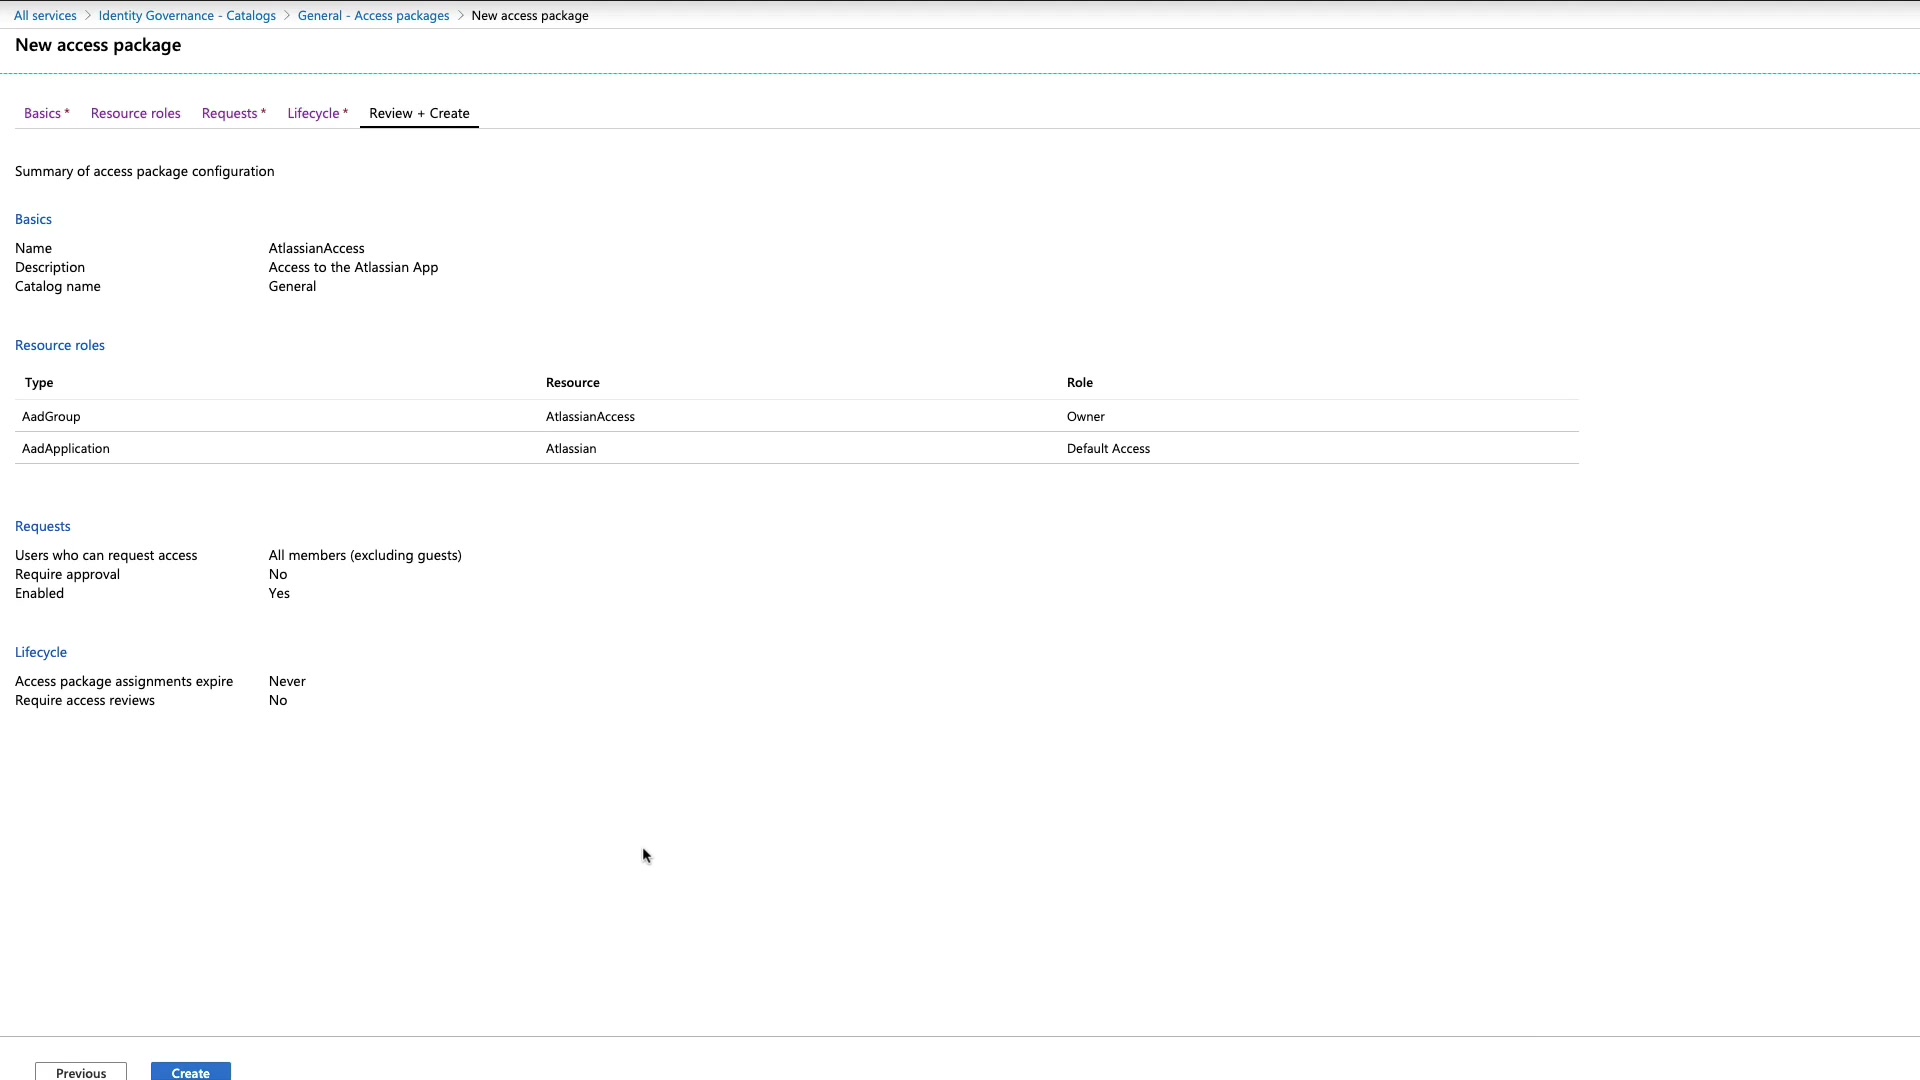 All services > Identity Governance - Catalogs > General - Access packages > New access package
New access package
Basics * Resource roles Requests * Lifecycle * Review + Create
Summary of access package configuration
Basics
Name AtlassianAccess
Description Access to the Atlassian App
Catalog name General
Resource roles
Type Resource Role
AadGroup AtlassianAccess Owner
AadApplication Atlassian Default Access
Requests
Users who can request access All members (excluding guests)
Require approval No
Enabled Yes
Lifecycle
Access package assignments expire Never
Require access reviews No
Previous Create